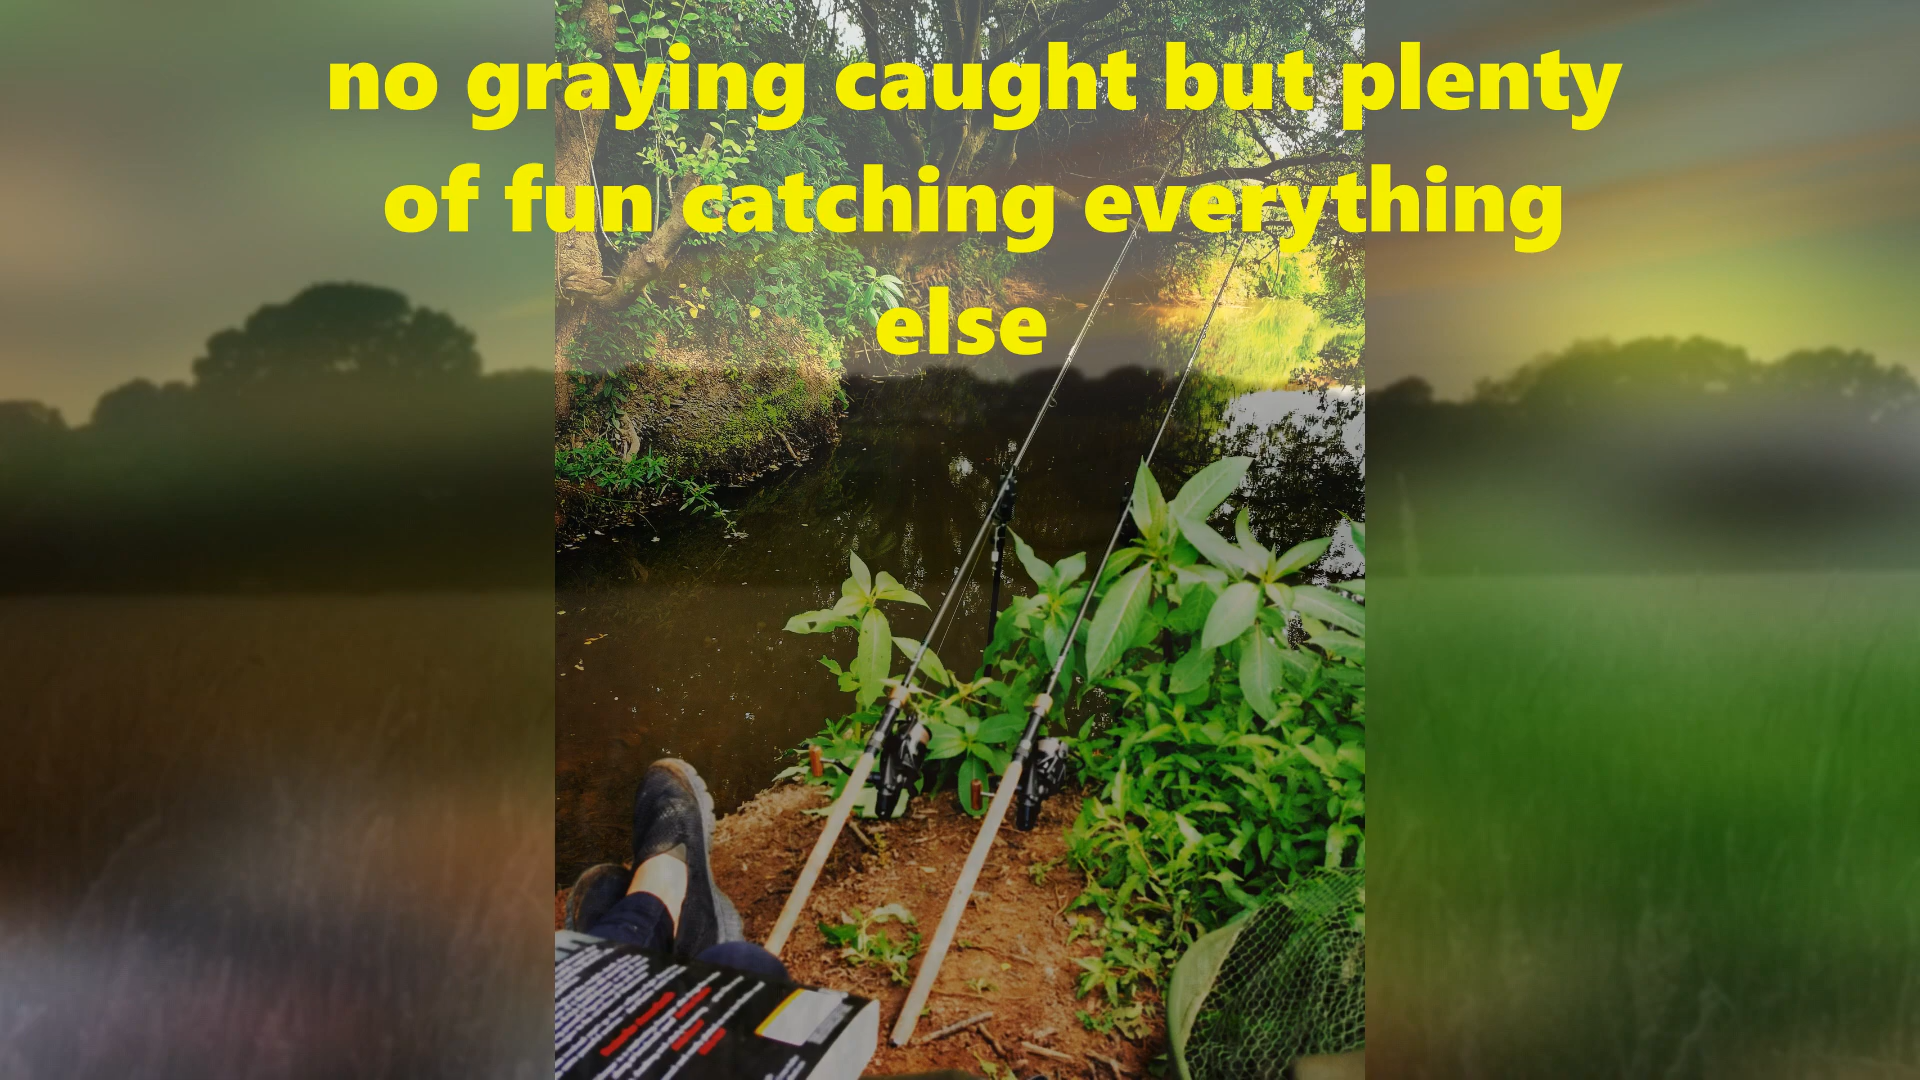 no graying caught but plenty
of fun catching everything
else